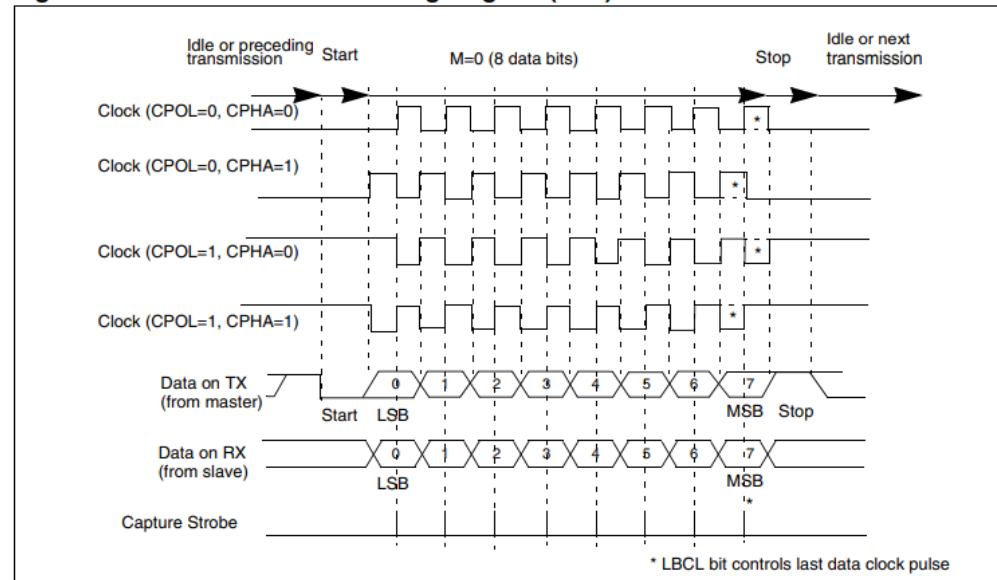 Idle or preceding
transmission
Start
M=0 (8 data bits)
Stop
Idle or next
transmission
Clock (CPOL=0, CPHA=0)
*
Clock (CPOL=0, CPHA=1)
*
Clock (CPOL=1, CPHA=0)
*
Clock (CPOL=1, CPHA=1)
*
Data on TX
(from master)
0 1 2 3 4 5 6 7
Start LSB MSB Stop
Data on RX
(from slave)
0 1 2 3 4 5 6 7
LSB MSB
*
Capture Strobe
* LBCL bit controls last data clock pulse